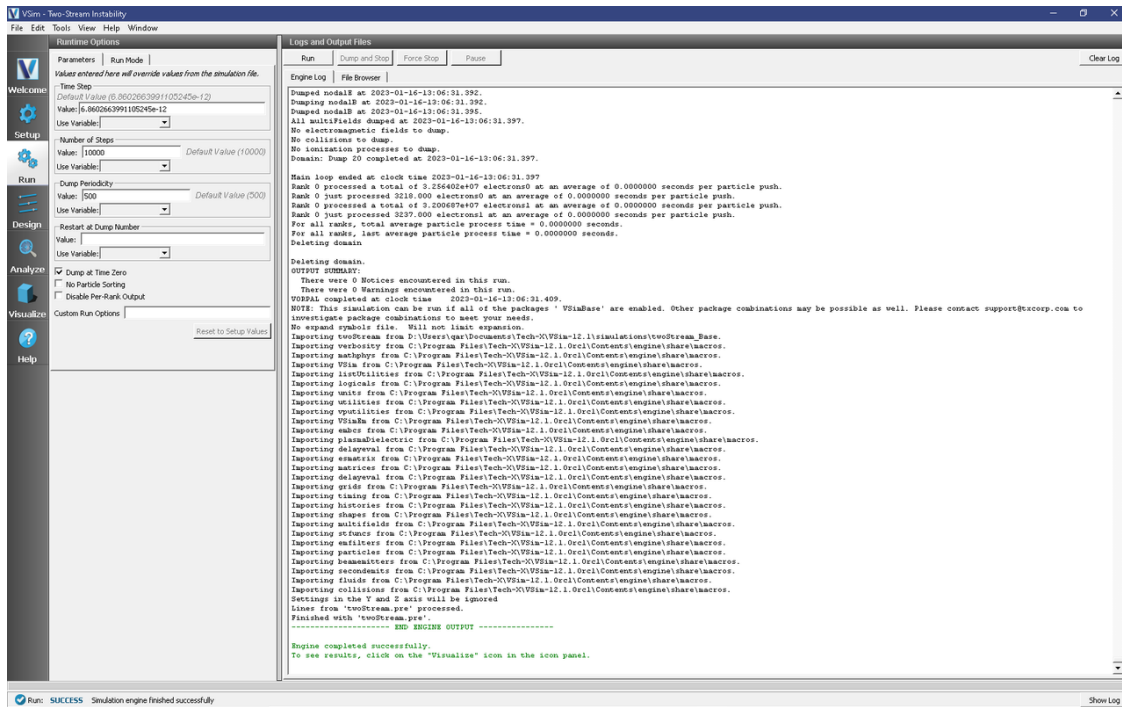 VSim - Two-Stream Instability
File Edit Tools View Help Window
Runtime Options
Parameters
Run Mode
Values entered here will override values from the simulation file.
Time Step
Default Value (6.8602663991105245e-12)
Value: 6.8602663991105245e-12
Use Variable:
Number of Steps
Value: 10000 Default Value (10000)
Use Variable:
Dump Periodicity
Value: 500 Default Value (500)
Use Variable:
Restart at Dump Number
Value:
Use Variable:
Dump at Time Zero
No Particle Sorting
Disable Per-Rank Output
Custom Run Options
Reset to Setup Values
Welcome
Setup
Run
Design
Analyze
Visualize
Help
Logs and Output Files
Run Dump and Stop Force Stop Pause Clear Log
Engine Log File Browser
Dumped nodalE at 2023-01-16-13:06:31.392.
Dumping nodalB at 2023-01-16-13:06:31.392.
Dumped nodalB at 2023-01-16-13:06:31.395.
All multiFields dumped at 2023-01-16-13:06:31.397.
No electromagnetic fields to dump.
No collisions to dump.
No ionization processes to dump.
Domain: Dump 20 completed at 2023-01-16-13:06:31.397.
Main loop ended at clock time 2023-01-16-13:06:31.397
Rank 0 processed a total of 3.256402e+07 electrons0 at an average of 0.0000000 seconds per particle push.
Rank 0 just processed 3218.000 electrons0 at an average of 0.0000000 seconds per particle push.
Rank 0 processed a total of 3.200687e+07 electrons1 at an average of 0.0000000 seconds per particle push.
Rank 0 just processed 3237.000 electrons1 at an average of 0.0000000 seconds per particle push.
For all ranks, total average particle process time = 0.0000000 seconds.
For all ranks, last average particle process time = 0.0000000 seconds.
Deleting domain
Deleting domain.
OUTPUT SUMMARY:
There were 0 Notices encountered in this run.
There were 0 Warnings encountered in this run.
VORPAL completed at clock time 2023-01-16-13:06:31.409.
NOTE: This simulation can be run if all of the packages ' VSimBase' are enabled. Other package combinations may be possible as well. Please contact support@txcorp.com to
investigate package combinations to meet your needs.
No expand symbols file. Will not limit expansion.
Importing twoStream from D:\Users\qar\Documents\Tech-X\VSim-12.1\simulations\twoStream_Base.
Importing verbosity from C:\Program Files\Tech-X\VSim-12.1.0rc1\Contents\engine\share\macros.
Importing mathphys from C:\Program Files\Tech-X\VSim-12.1.0rc1\Contents\engine\share\macros.
Importing VSim from C:\Program Files\Tech-X\VSim-12.1.0rc1\Contents\engine\share\macros.
Importing listUtilities from C:\Program Files\Tech-X\VSim-12.1.0rc1\Contents\engine\share\macros.
Importing logicals from C:\Program Files\Tech-X\VSim-12.1.0rc1\Contents\engine\share\macros.
Importing units from C:\Program Files\Tech-X\VSim-12.1.0rc1\Contents\engine\share\macros.
Importing utilities from C:\Program Files\Tech-X\VSim-12.1.0rc1\Contents\engine\share\macros.
Importing vputilities from C:\Program Files\Tech-X\VSim-12.1.0rc1\Contents\engine\share\macros.
Importing VSimEm from C:\Program Files\Tech-X\VSim-12.1.0rc1\Contents\engine\share\macros.
Importing embcs from C:\Program Files\Tech-X\VSim-12.1.0rc1\Contents\engine\share\macros.
Importing plasmaDielectric from C:\Program Files\Tech-X\VSim-12.1.0rc1\Contents\engine\share\macros.
Importing delayeval from C:\Program Files\Tech-X\VSim-12.1.0rc1\Contents\engine\share\macros.
Importing esmatrix from C:\Program Files\Tech-X\VSim-12.1.0rc1\Contents\engine\share\macros.
Importing matrices from C:\Program Files\Tech-X\VSim-12.1.0rc1\Contents\engine\share\macros.
Importing delayeval from C:\Program Files\Tech-X\VSim-12.1.0rc1\Contents\engine\share\macros.
Importing grids from C:\Program Files\Tech-X\VSim-12.1.0rc1\Contents\engine\share\macros.
Importing timing from C:\Program Files\Tech-X\VSim-12.1.0rc1\Contents\engine\share\macros.
Importing histories from C:\Program Files\Tech-X\VSim-12.1.0rc1\Contents\engine\share\macros.
Importing shapes from C:\Program Files\Tech-X\VSim-12.1.0rc1\Contents\engine\share\macros.
Importing multifields from C:\Program Files\Tech-X\VSim-12.1.0rc1\Contents\engine\share\macros.
Importing stfuncs from C:\Program Files\Tech-X\VSim-12.1.0rc1\Contents\engine\share\macros.
Importing emfilters from C:\Program Files\Tech-X\VSim-12.1.0rc1\Contents\engine\share\macros.
Importing particles from C:\Program Files\Tech-X\VSim-12.1.0rc1\Contents\engine\share\macros.
Importing beamemitters from C:\Program Files\Tech-X\VSim-12.1.0rc1\Contents\engine\share\macros.
Importing secondemits from C:\Program Files\Tech-X\VSim-12.1.0rc1\Contents\engine\share\macros.
Importing fluids from C:\Program Files\Tech-X\VSim-12.1.0rc1\Contents\engine\share\macros.
Importing collisions from C:\Program Files\Tech-X\VSim-12.1.0rc1\Contents\engine\share\macros.
Settings in the Y and Z axis will be ignored
Lines from 'twoStream.pre' processed.
Finished with 'twoStream.pre'.
--------------------- END ENGINE OUTPUT ----------------
Engine completed successfully.
To see results, click on the "Visualize" icon in the icon panel.
Run: SUCCESS Simulation engine finished successfully
Show Log